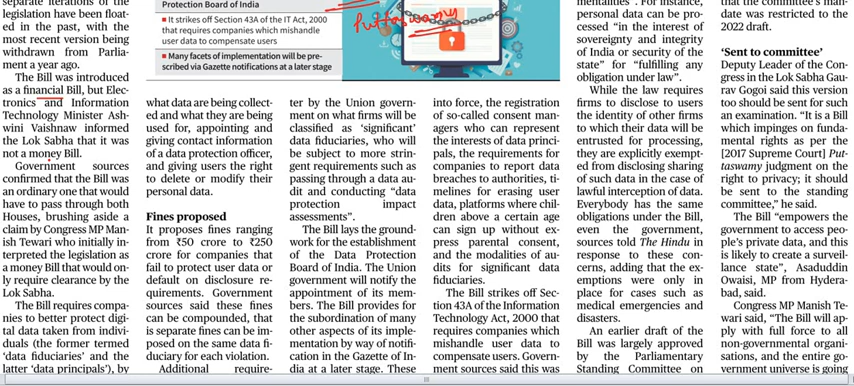 separate iterations of the
legislation have been float-
ed in the past, with the
most recent version being
withdrawn from Parlia-
ment a year ago.
The Bill was introduced
as a financial Bill, but Elec-
tronics and Information
Technology Minister Ash-
wini Vaishnaw informed
the Lok Sabha that it was
not a money Bill.
Government sources
confirmed that the Bill was
an ordinary one that would
have to pass through both
Houses, brushing aside a
claim by Congress MP Man-
ish Tewari who initially in-
terpreted the legislation as
a money Bill that would on-
ly require clearance by the
Lok Sabha.
The Bill requires compa-
nies to better protect digi-
tal data taken from indivi-
duals (the former termed
‘data fiduciaries’ and the
latter ‘data principals’), by
Protection Board of India
■ It strikes off Section 43A of the IT Act, 2000
that requires companies which mishandle
user data to compensate users
■ Many facets of implementation will be pre-
scribed via Gazette notifications at a later stage
Puttaswamy
what data are being collect-
ed and what they are being
used for, appointing and
giving contact information
of a data protection officer,
and giving users the right
to delete or modify their
personal data.
Fines proposed
It proposes fines ranging
from ₹50 crore to ₹250
crore for companies that
fail to protect user data or
default on disclosure re-
quirements. Government
sources said these fines
can be compounded, that
is separate fines can be im-
posed on the same data fi-
duciary for each violation.
Additional require-
ter by the Union govern-
ment on what firms will be
classified as ‘significant’
data fiduciaries, who will
be subject to more strin-
gent requirements such as
passing through a data au-
dit and conducting “data
protection impact
assessments”.
The Bill lays the ground-
work for the establishment
of the Data Protection
Board of India. The Union
government will notify the
appointment of its mem-
bers. The Bill provides for
the subordination of many
other aspects of its imple-
mentation by way of notifi-
cation in the Gazette of In-
dia at a later stage. These
into force, the registration
of so-called consent man-
agers who can represent
the interests of data princi-
pals, the requirements for
companies to report data
breaches to authorities, ti-
melines for erasing user
data, platforms where chil-
dren above a certain age
can sign up without ex-
press parental consent,
and the modalities of au-
dits for significant data
fiduciaries.
The Bill strikes off Sec-
tion 43A of the Information
Technology Act, 2000 that
requires companies which
mishandle user data to
compensate users. Govern-
ment sources said this was
mentalities”. For instance,
personal data can be pro-
cessed “in the interest of
sovereignty and integrity
of India or security of the
state” for “fulfilling any
obligation under law”.
While the law requires
firms to disclose to users
the identity of other firms
to which their data will be
entrusted for processing,
they are explicitly exempt-
ed from disclosing sharing
of such data in the case of
lawful interception of data.
Everybody has the same
obligations under the Bill,
even the government,
sources told The Hindu in
response to these con-
cerns, adding that the ex-
emptions were only in
place for cases such as
medical emergencies and
disasters.
An earlier draft of the
Bill was largely approved
by the Parliamentary
Standing Committee on
that the committee’s man-
date was restricted to the
2022 draft.
‘Sent to committee’
Deputy Leader of the Con-
gress in the Lok Sabha Gau-
rav Gogoi said this version
too should be sent for such
an examination. “It is a Bill
which impinges on funda-
mental rights as per the
[2017 Supreme Court] Put-
taswamy judgment on the
right to privacy; it should
be sent to the standing
committee,” he said.
The Bill “empowers the
government to access peo-
ple’s private data, and this
is likely to create a surveil-
lance state”, Asaduddin
Owaisi, MP from Hydera-
bad, said.
Congress MP Manish Te-
wari said, “The Bill will ap-
ply with full force to all
non-government organi-
sations, and the entire go-
vernment universe is going